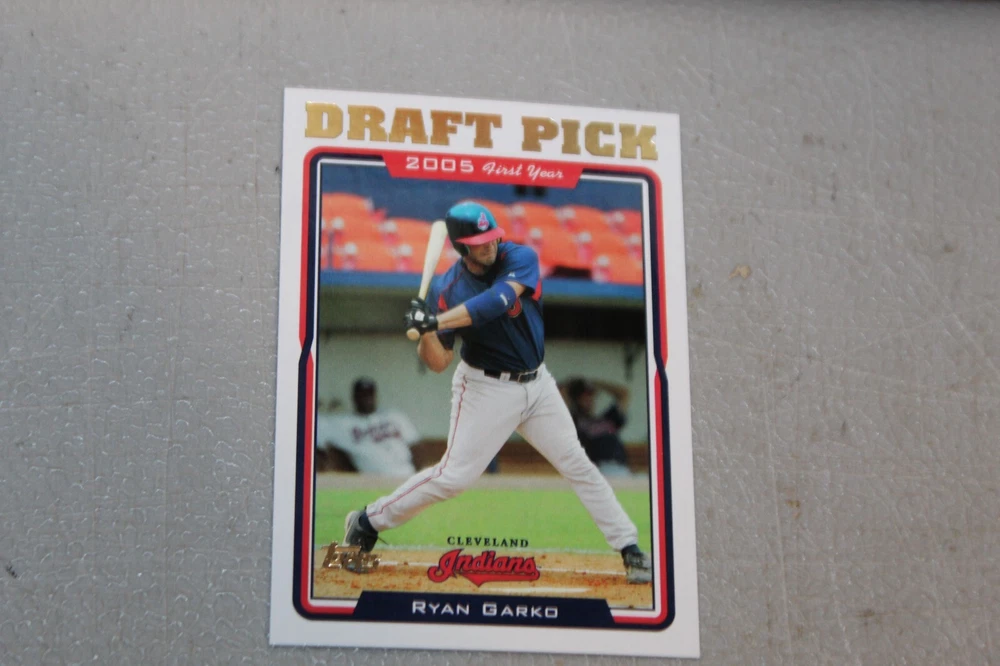 DRAFT PICK
2005 First Year
CLEVELAND
Indians
RYAN GARKO